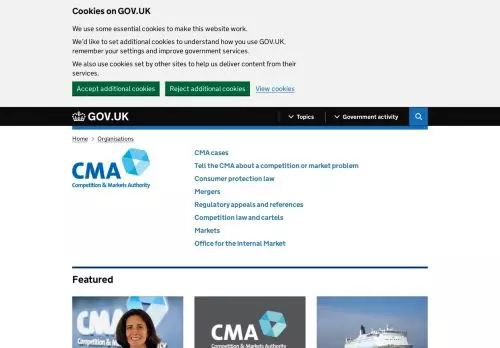 Cookies on GOV.UK
We use some essential cookies to make this website work.
We'd like to set additional cookies to understand how you use GOV.UK,
remember your settings and improve government services.
We also use cookies set by other sites to help us deliver content from their
services.
Accept additional cookies Reject additional cookies View cookies
GOV.UK Topics Government activity
Home Organisations
CMA
Competition & Markets Authority
CMA cases
Tell the CMA about a competition or market problem
Consumer protection law
Mergers
Regulatory appeals and references
Competition law and cartels
Markets
Office for the Internal Market
Featured
CMA
CMA
Competition & Markets Authority